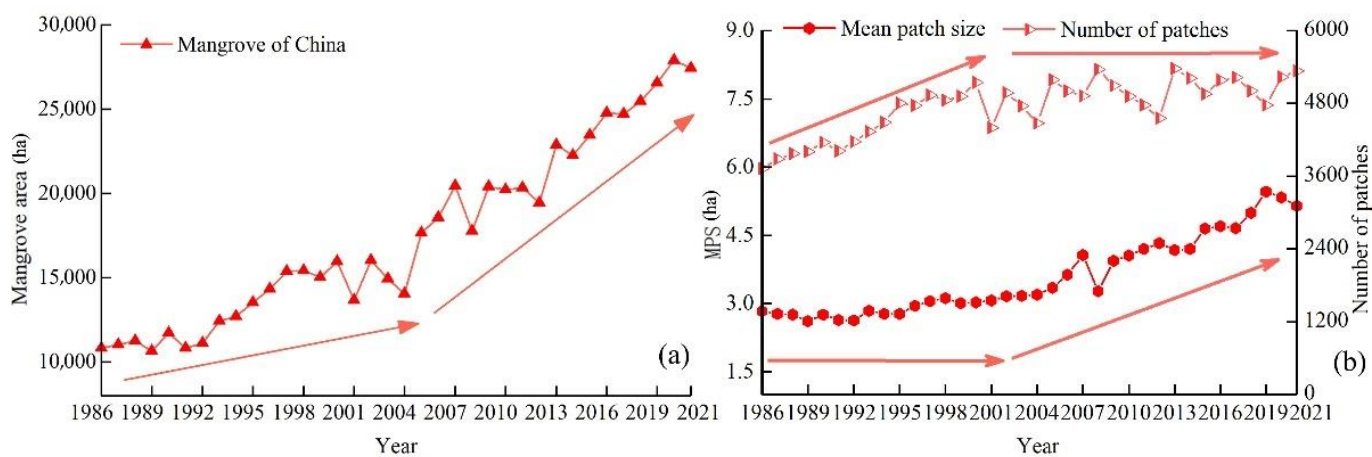 30,000
25,000
20,000
15,000
10,000
Mangrove area (ha)
Mangrove of China
(a)
1986 1989 1992 1995 1998 2001 2004 2007 2010 2013 2016 2019 2021
Year
9.0
7.5
6.0
4.5
3.0
1.5
MPS (ha)
Mean patch size
Number of patches
6000
4800
3600
2400
1200
0
Number of patches
(b)
1986 1989 1992 1995 1998 2001 2004 2007 2010 2013 2016 2019 2021
Year